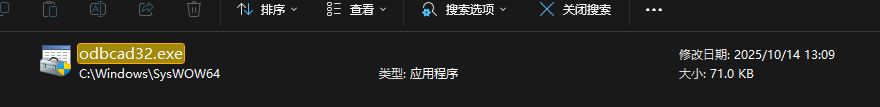 排序 查看 搜索选项 关闭搜索
odbcad32.exe 修改日期: 2025/10/14 13:09
C:\Windows\SysWOW64 类型: 应用程序 大小: 71.0 KB